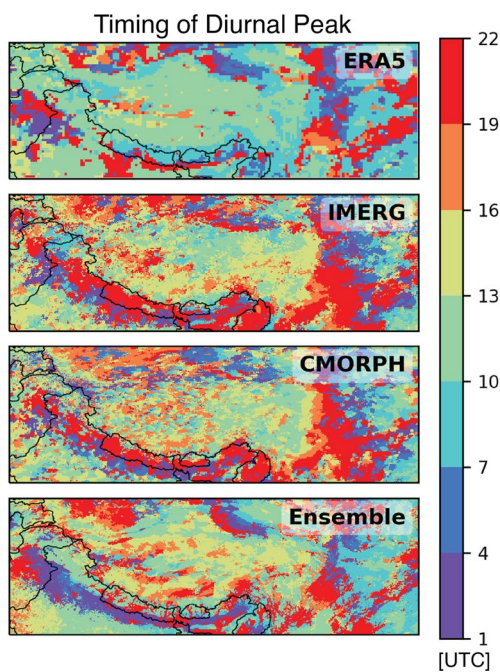 Timing of Diurnal Peak
ERA5
IMERG
CMORPH
Ensemble
22
19
16
13
10
7
4
1
[UTC]